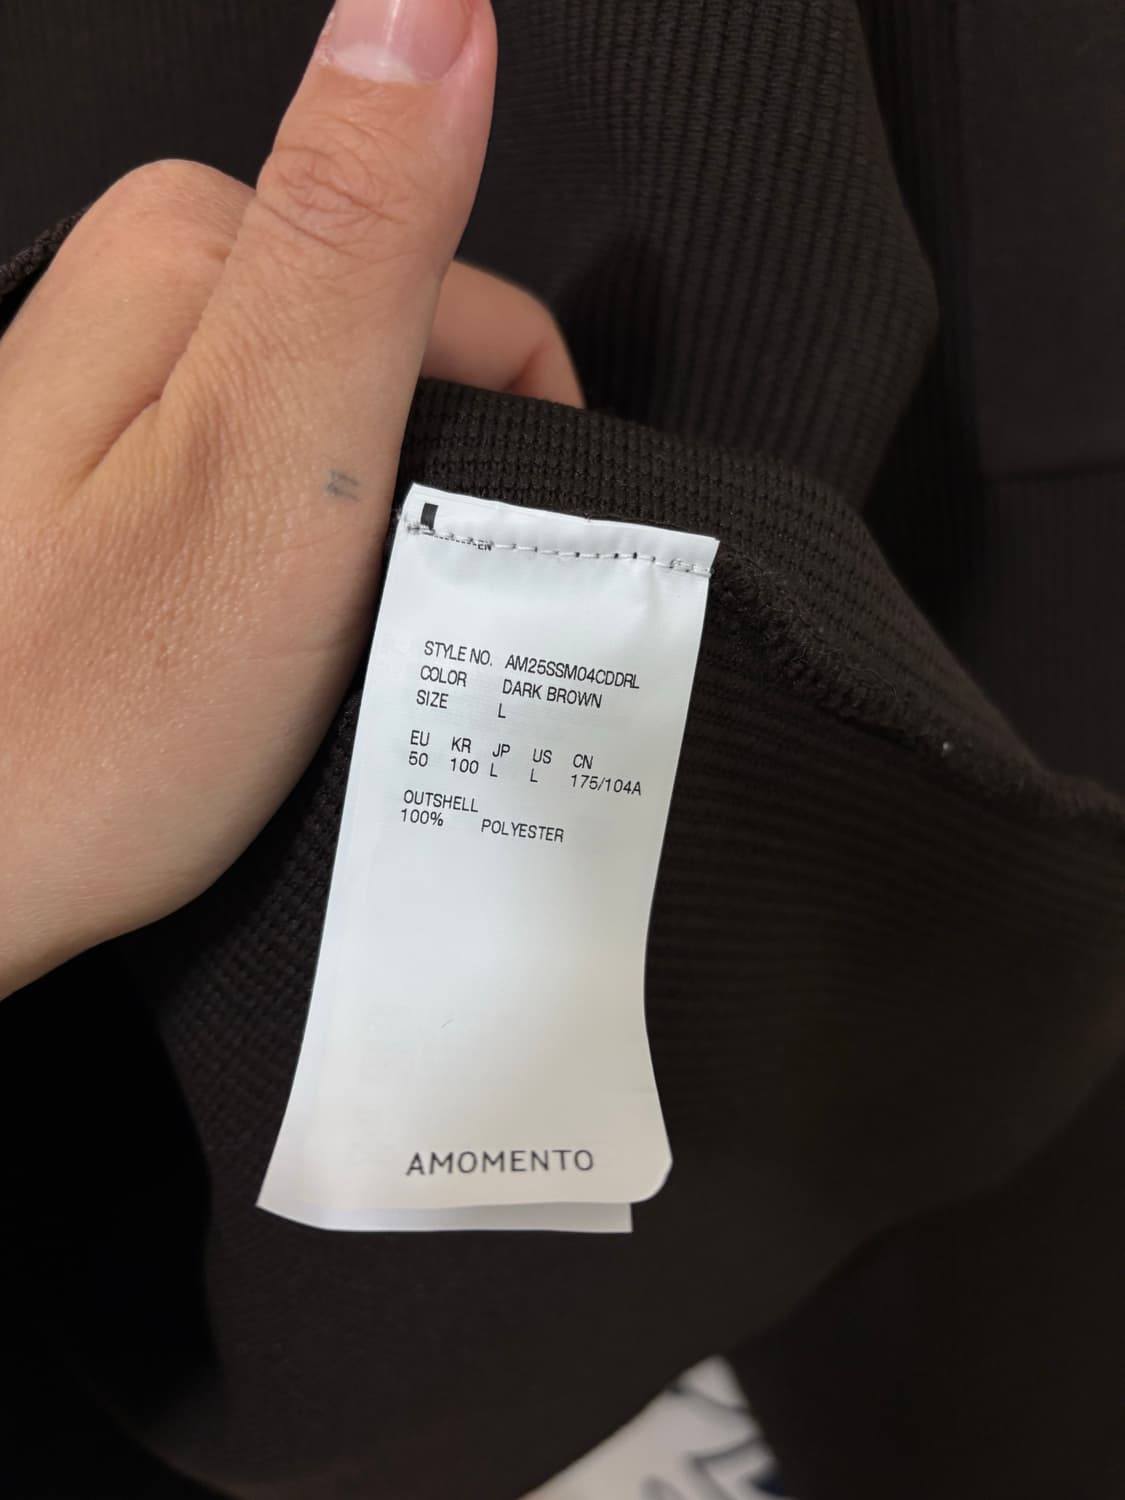 STYLE NO. AM25SSM04CDDRL
COLOR DARK BROWN
SIZE L
EU KR JP US CN
50 100 L L 175/104A
OUTSHELL
100% POLYESTER
AMOMENTO